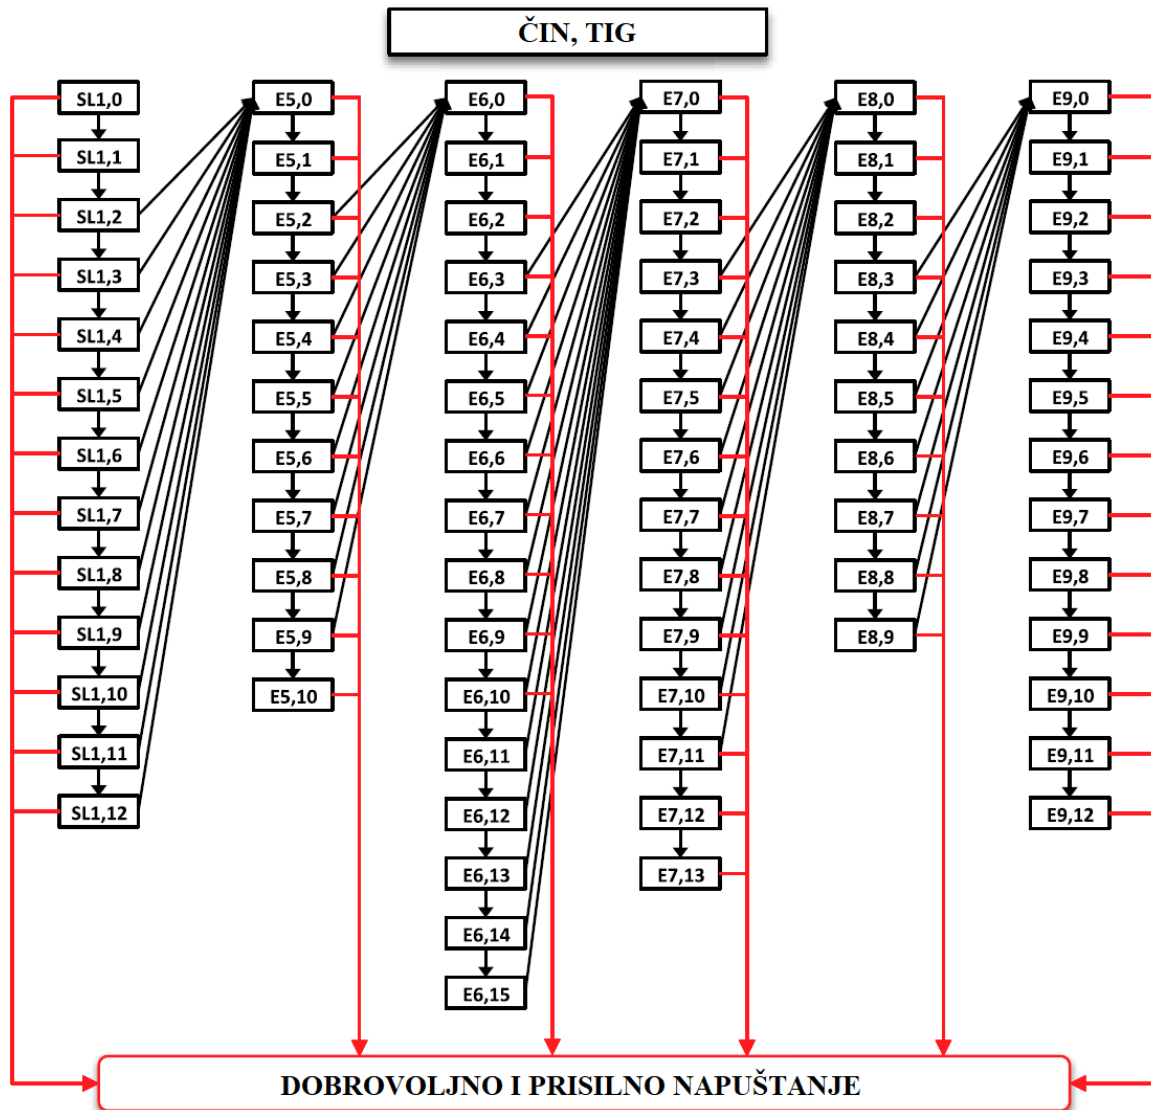 ČIN, TIG
SL1,0 E5,0 E6,0 E7,0 E8,0 E9,0
SL1,1 E5,1 E6,1 E7,1 E8,1 E9,1
SL1,2 E5,2 E6,2 E7,2 E8,2 E9,2
SL1,3 E5,3 E6,3 E7,3 E8,3 E9,3
SL1,4 E5,4 E6,4 E7,4 E8,4 E9,4
SL1,5 E5,5 E6,5 E7,5 E8,5 E9,5
SL1,6 E5,6 E6,6 E7,6 E8,6 E9,6
SL1,7 E5,7 E6,7 E7,7 E8,7 E9,7
SL1,8 E5,8 E6,8 E7,8 E8,8 E9,8
SL1,9 E5,9 E6,9 E7,9 E8,9 E9,9
SL1,10 E5,10 E6,10 E7,10 E9,10
SL1,11 E6,11 E7,11 E9,11
SL1,12 E6,12 E7,12 E9,12
E6,13 E7,13
E6,14
E6,15
DOBROVOLJNO I PRISILNO NAPUŠTANJE